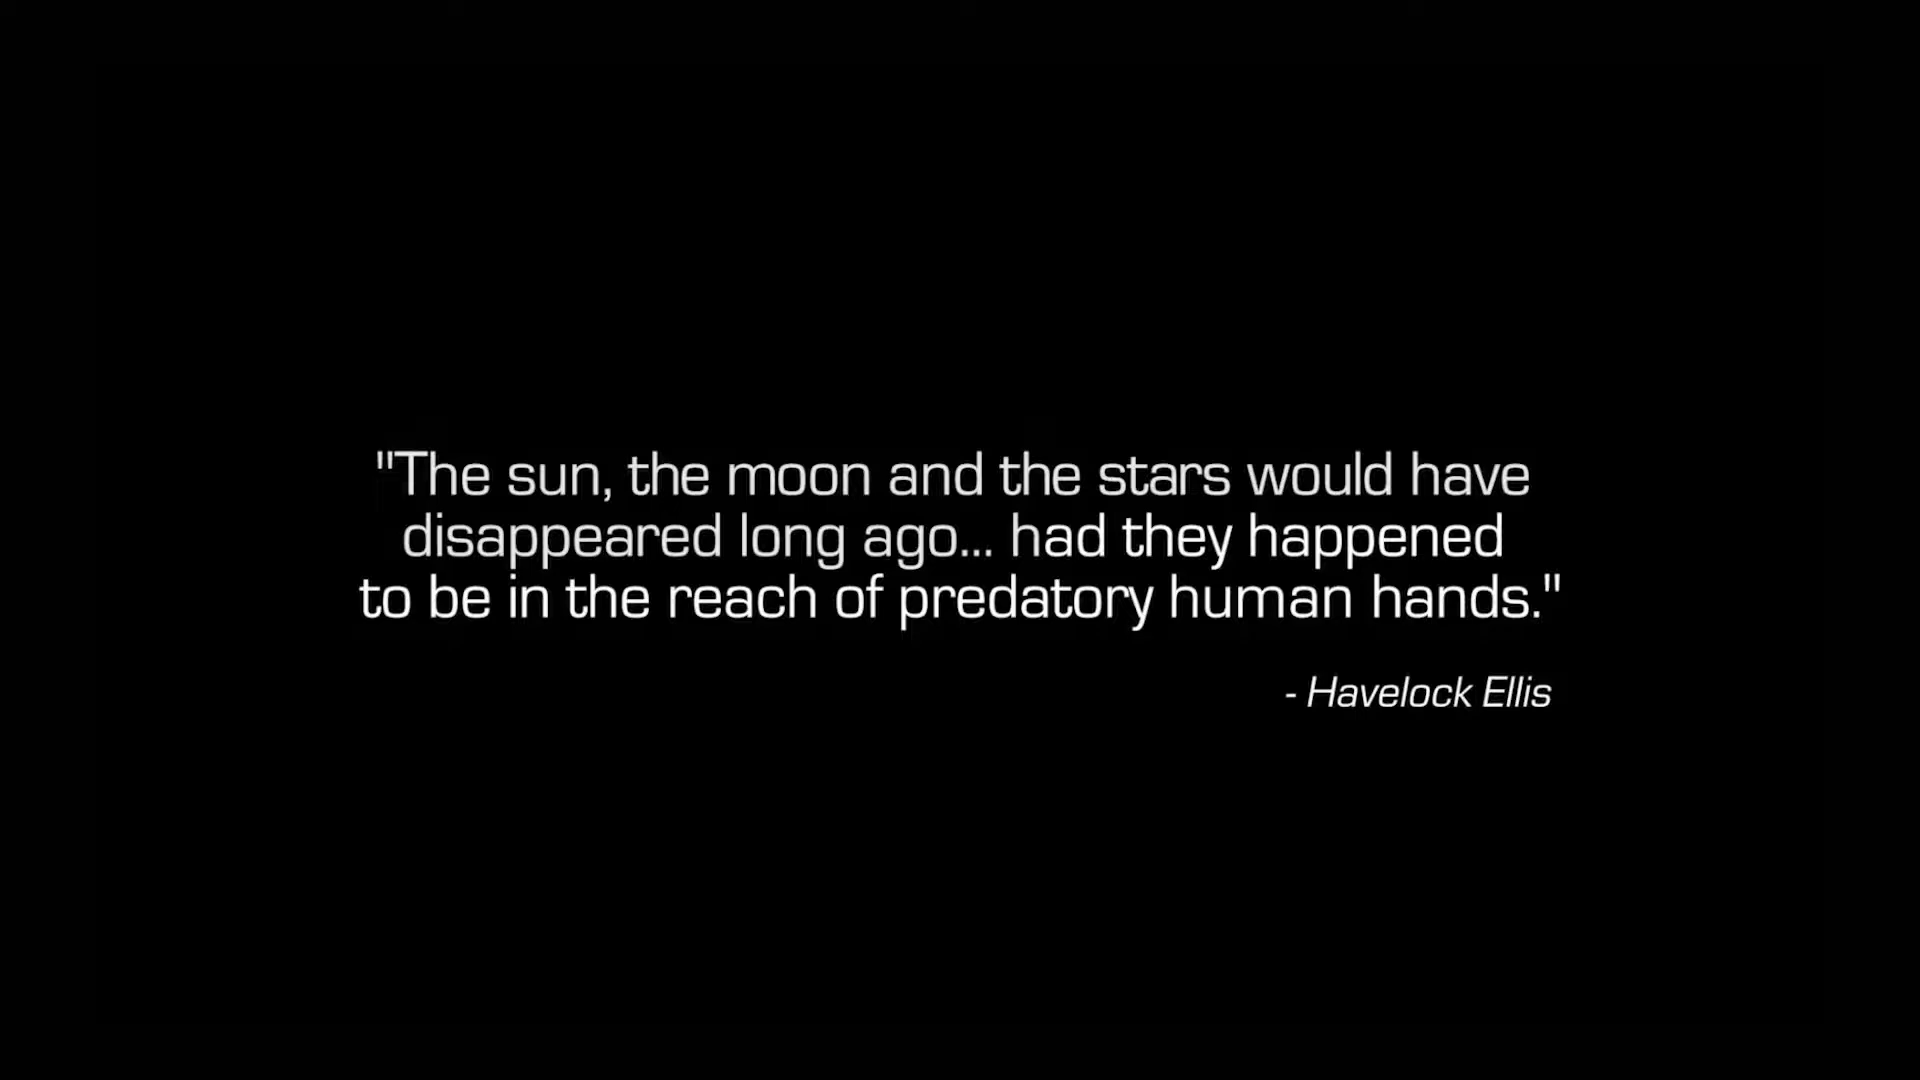 "The sun, the moon and the stars would have
disappeared long ago... had they happened
to be in the reach of predatory human hands."
- Havelock Ellis